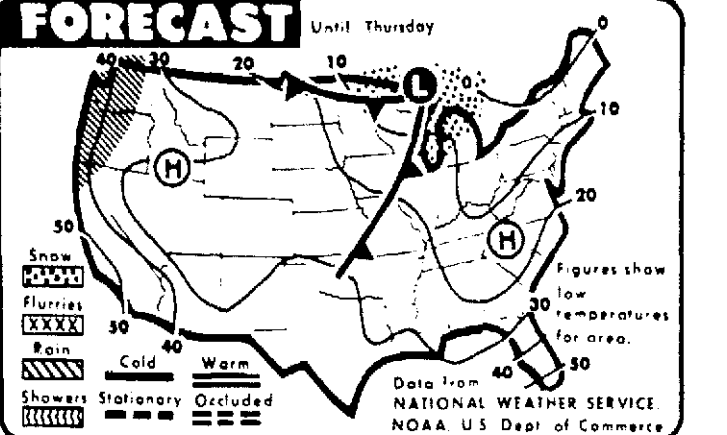 FORECAST
Until Thursday
40 30 20 10 0 0
10
20
30
40
50
50
50
40
L
H
H
Snow
Flurries
Rain
Showers
XXXX
Cold Warm
Stationary Occluded
Figures show
low
temperatures
for area.
Data from
NATIONAL WEATHER SERVICE,
NOAA, U S Dept of Commerce